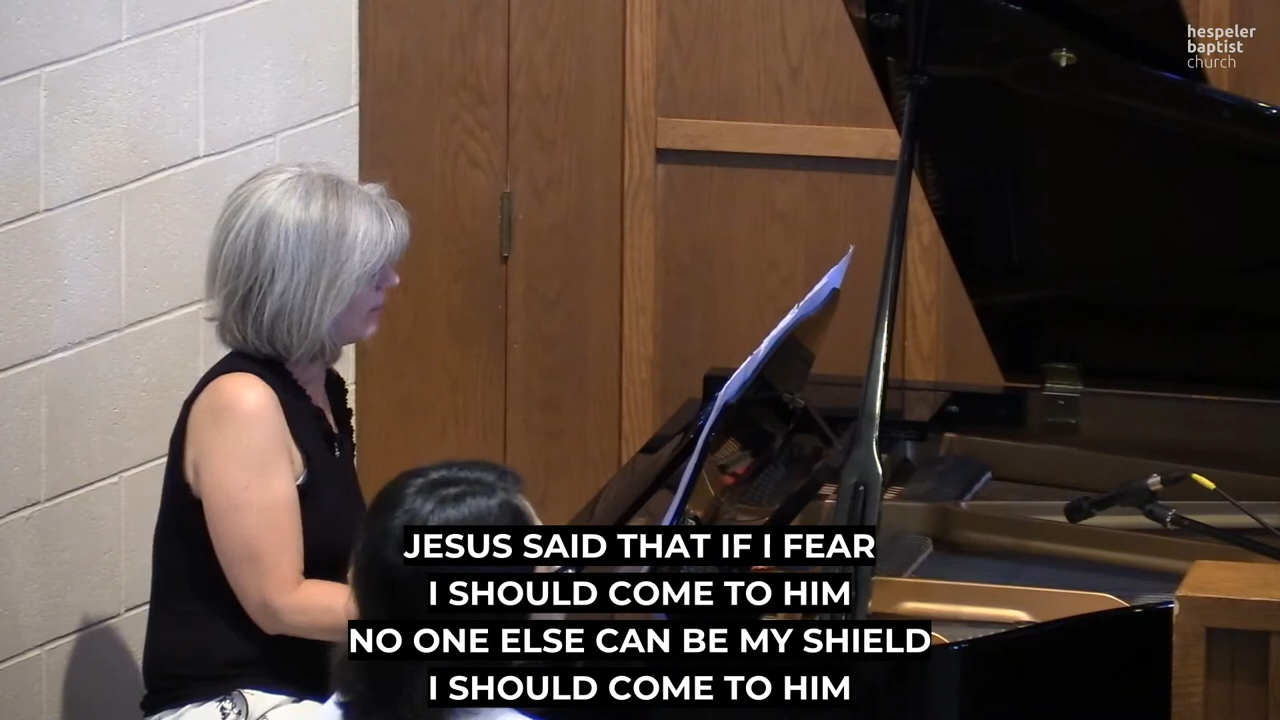 hespeler
baptist
church
JESUS SAID THAT IF I FEAR
I SHOULD COME TO HIM
NO ONE ELSE CAN BE MY SHIELD
I SHOULD COME TO HIM